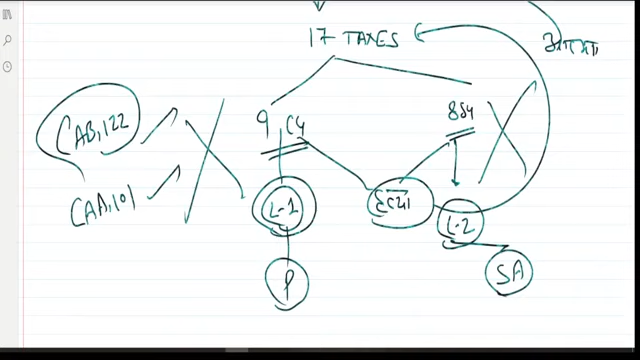 17 TAXES
9 C4
8S4
CAB,122
CAA,101
L-1
L-2
P
SA